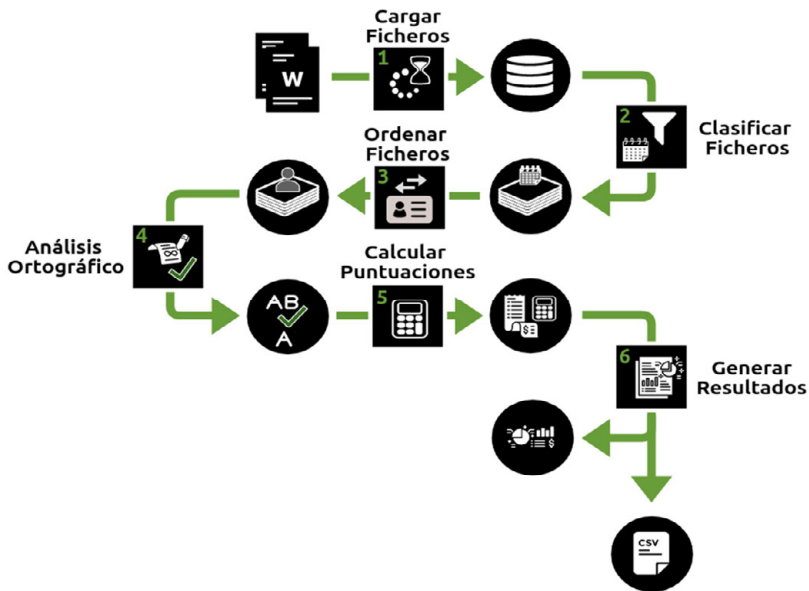 Cargar
Ficheros
W
1
2
Clasificar
Ficheros
Ordenar
Ficheros
3
Análisis
Ortográfico
4
Calcular
Puntuaciones
5
AB
A
$=
6
Generar
Resultados
$
CSV